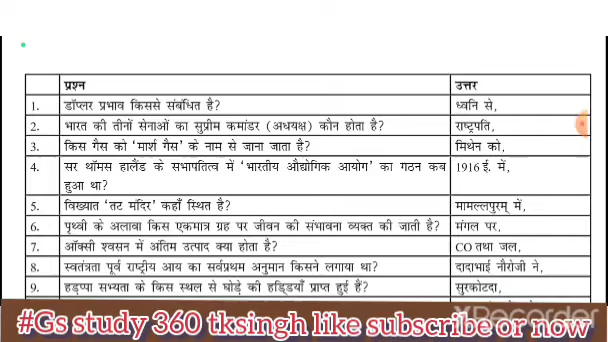 प्रश्न उत्तर
1. डॉप्लर प्रभाव किससे संबंधित है? ध्वनि से,
2. भारत की तीनों सेनाओं का सुप्रीम कमांडर (अधयक्ष) कौन होता है? राष्ट्रपति,
3. किस गैस को ‘मार्श गैस’ के नाम से जाना जाता है? मिथेन को,
4. सर थॉमस हालैंड के सभापतित्व में ‘भारतीय औद्योगिक आयोग’ का गठन कब 1916 ई. में,
हुआ था?
5. विख्यात ‘तट मंदिर’ कहाँ स्थित है? मामल्लपुरम् में,
6. पृथ्वी के अलावा किस एकमात्र ग्रह पर जीवन की संभावना व्यक्त की जाती है? मंगल पर,
7. ऑक्सी श्वसन में अंतिम उत्पाद क्या होता है? CO तथा जल,
8. स्वतंत्रता पूर्व राष्ट्रीय आय का सर्वप्रथम अनुमान किसने लगाया था? दादाभाई नौरोजी ने,
9. हड़प्पा सभ्यता के किस स्थल से घोड़े की हड्डियाँ प्राप्त हुई हैं? सुरकोटदा,
#Gs study 360 tksingh like subscribe or now